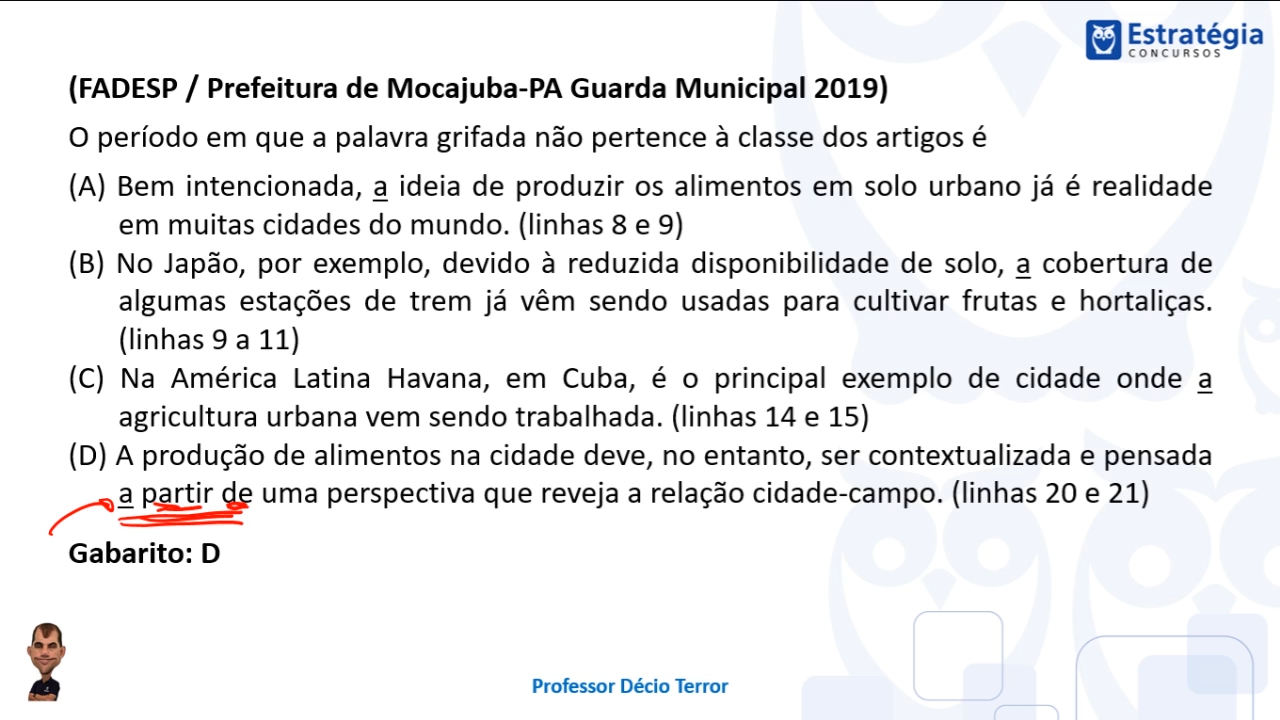 Estratégia
CONCURSOS
(FADESP / Prefeitura de Mocajuba-PA Guarda Municipal 2019)
O período em que a palavra grifada não pertence à classe dos artigos é
(A) Bem intencionada, a ideia de produzir os alimentos em solo urbano já é realidade
em muitas cidades do mundo. (linhas 8 e 9)
(B) No Japão, por exemplo, devido à reduzida disponibilidade de solo, a cobertura de
algumas estações de trem já vêm sendo usadas para cultivar frutas e hortaliças.
(linhas 9 a 11)
(C) Na América Latina Havana, em Cuba, é o principal exemplo de cidade onde a
agricultura urbana vem sendo trabalhada. (linhas 14 e 15)
(D) A produção de alimentos na cidade deve, no entanto, ser contextualizada e pensada
a partir de uma perspectiva que reveja a relação cidade-campo. (linhas 20 e 21)
Gabarito: D
Professor Décio Terror